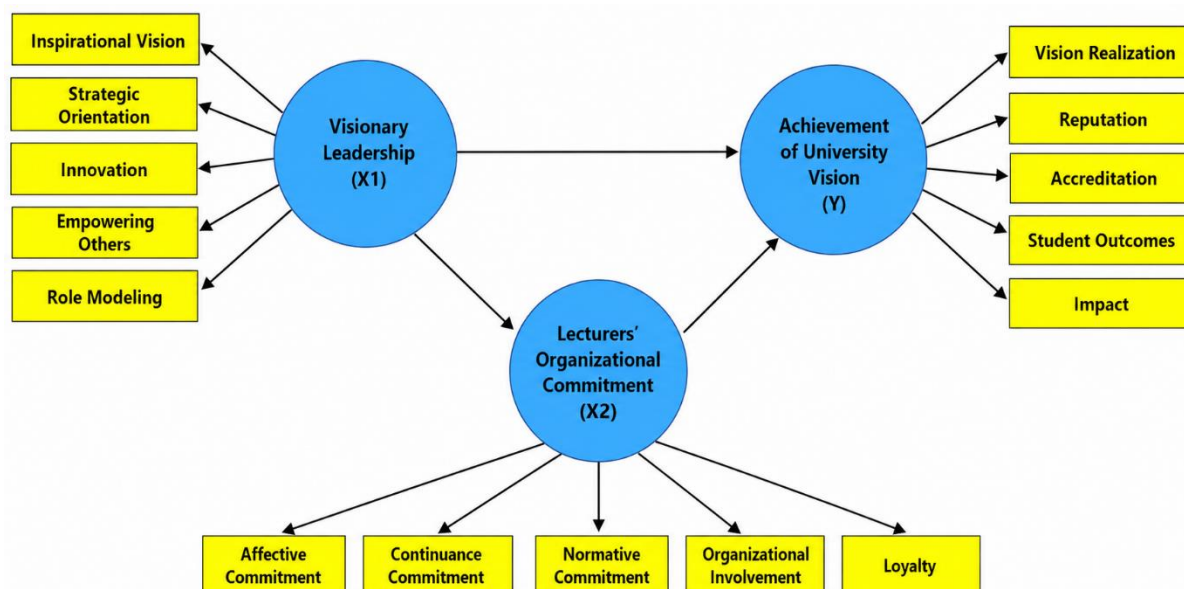 Inspirational Vision
Strategic
Orientation
Innovation
Empowering
Others
Role Modeling
Visionary
Leadership
(X1)
Achievement
of University
Vision
(Y)
Vision Realization
Reputation
Accreditation
Student Outcomes
Impact
Lecturers’
Organizational
Commitment
(X2)
Affective
Commitment
Continuance
Commitment
Normative
Commitment
Organizational
Involvement
Loyalty